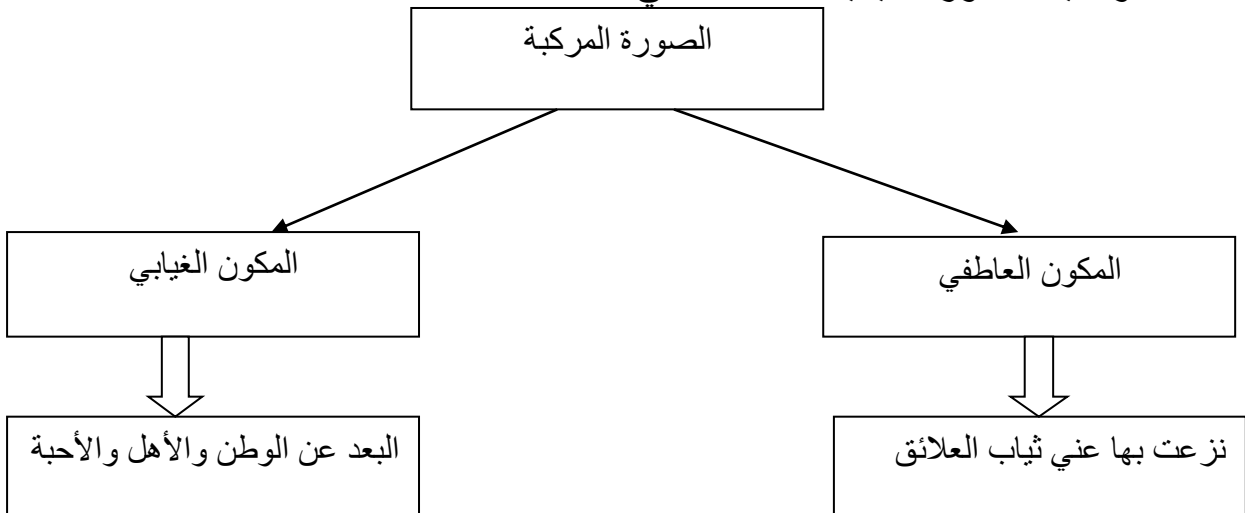 الصورة المركبة
المكون العاطفي
المكون الغيابي
نزعت بها عني ثياب العلائق
البعد عن الوطن والأهل والأحبة